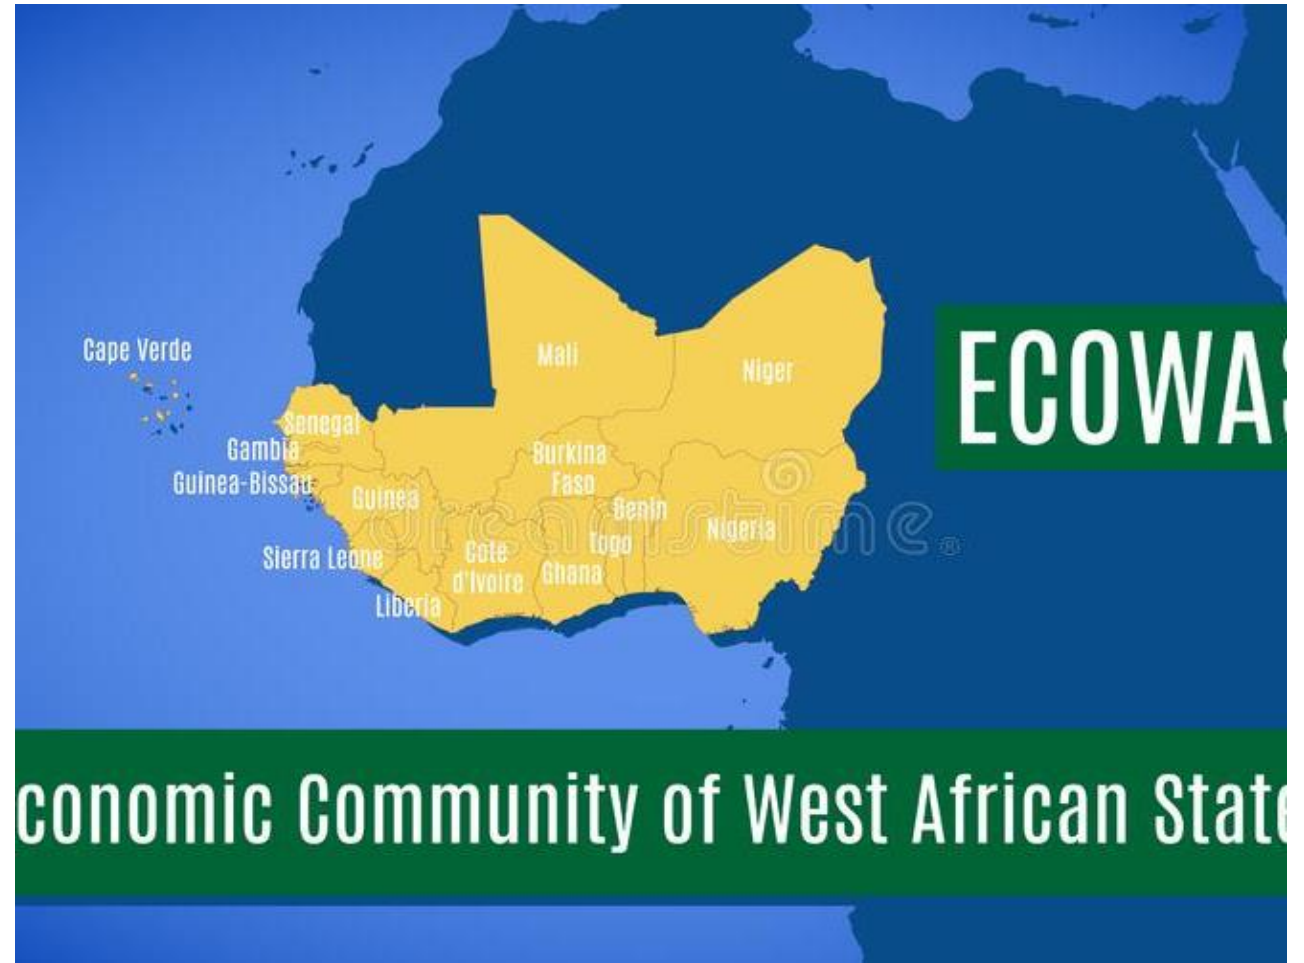 Cape Verde
Mali
Niger
Senegal
Gambia
Guinea-Bissau
Burkina
Faso
Guinea
Benin
Nigeria
Togo
Sierra Leone
Cote
d'Ivoire
Ghana
Liberia
ECOWAS
dreamstime.
conomic Community of West African State